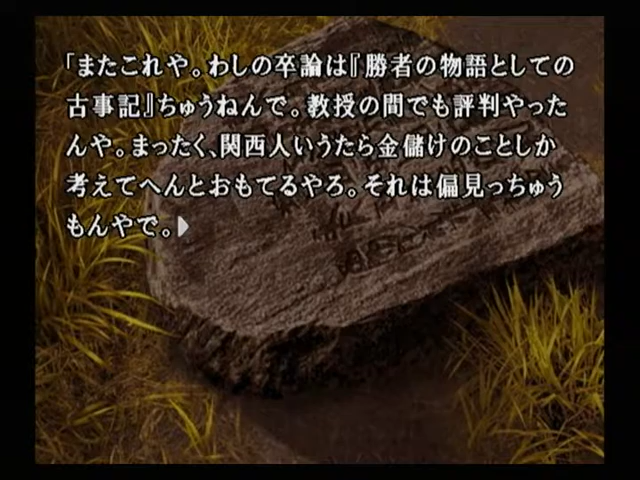 「またこれや。わしの卒論は『勝者の物語としての
古事記』ちゅうねんで。教授の間でも評判やった
んや。まったく、関西人いうたら金儲けのことしか
考えてへんとおもてるやろ。それは偏見っちゅう
もんやで。